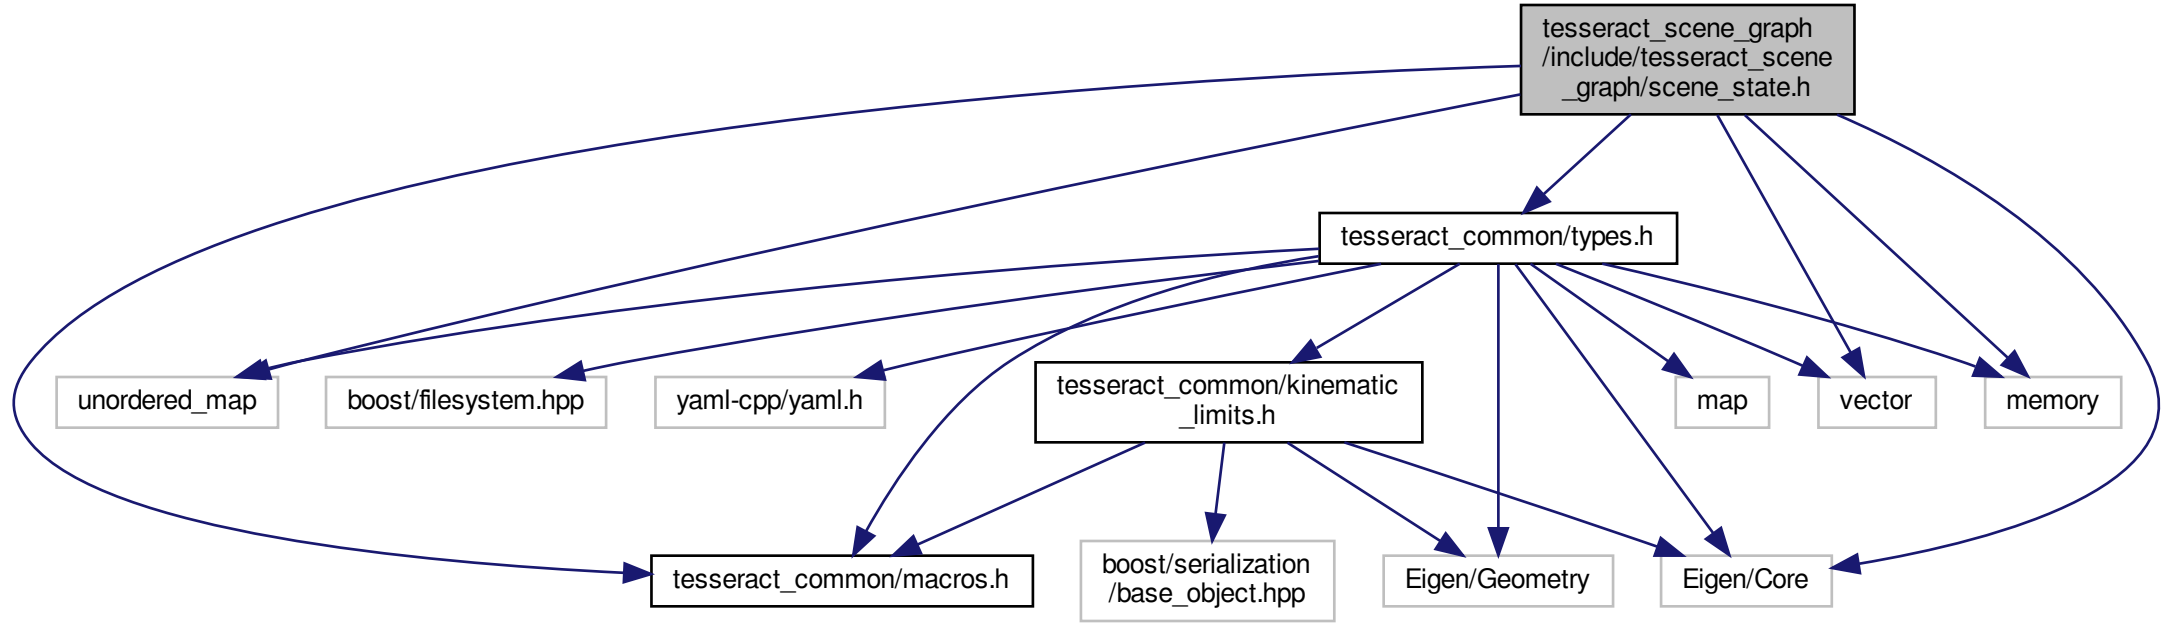 tesseract_scene_graph
/include/tesseract_scene
_graph/scene_state.h
tesseract_common/types.h
unordered_map
boost/filesystem.hpp
yaml-cpp/yaml.h
tesseract_common/kinematic
_limits.h
map
vector
memory
tesseract_common/macros.h
boost/serialization
/base_object.hpp
Eigen/Geometry
Eigen/Core